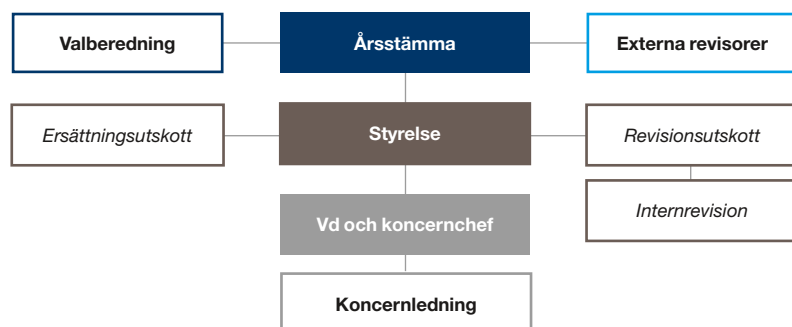 Valberedning
Årsstämma
Externa revisorer
Ersättningsutskott
Styrelse
Revisionsutskott
Internrevision
Vd och koncernchef
Koncernledning